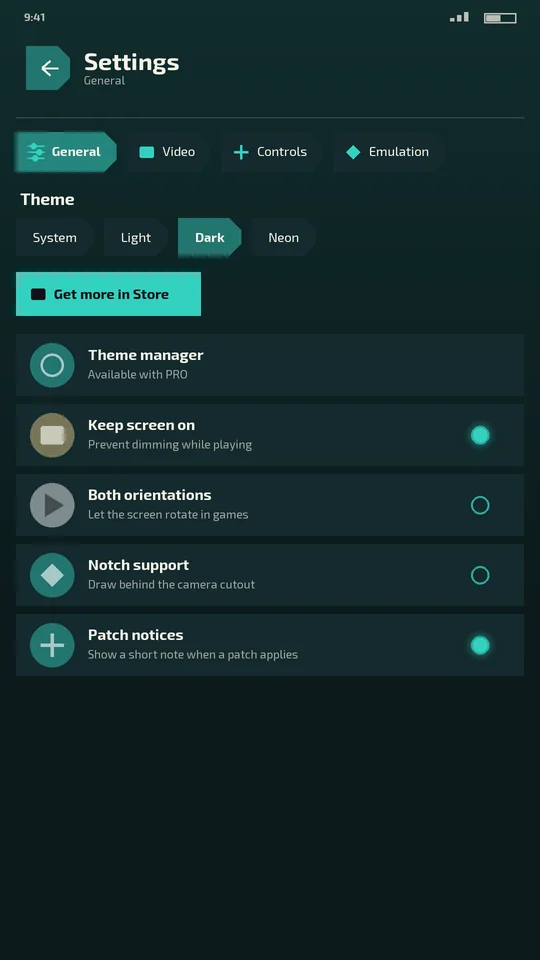 9:41
Settings
General
General
Video
Controls
Emulation
Theme
System
Light
Dark
Neon
Get more in Store
Theme manager
Available with PRO
Keep screen on
Prevent dimming while playing
Both orientations
Let the screen rotate in games
Notch support
Draw behind the camera cutout
Patch notices
Show a short note when a patch applies